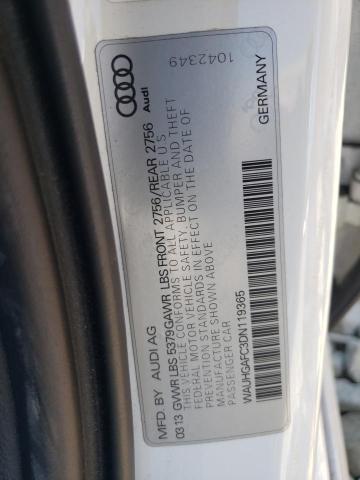 MFD. BY AUDI AG
0313 GVWR LBS 5379 GAWR LBS FRONT 2756/REAR 2756
THIS VEHICLE CONFORMS TO ALL APPLICABLE U S
FEDERAL MOTOR VEHICLE SAFETY, BUMPER AND THEFT
PREVENTION STANDARDS IN EFFECT ON THE DATE OF
MANUFACTURE SHOWN ABOVE
PASSENGER CAR
WAUHGAFC3DN119365
Audi
1042349
GERMANY